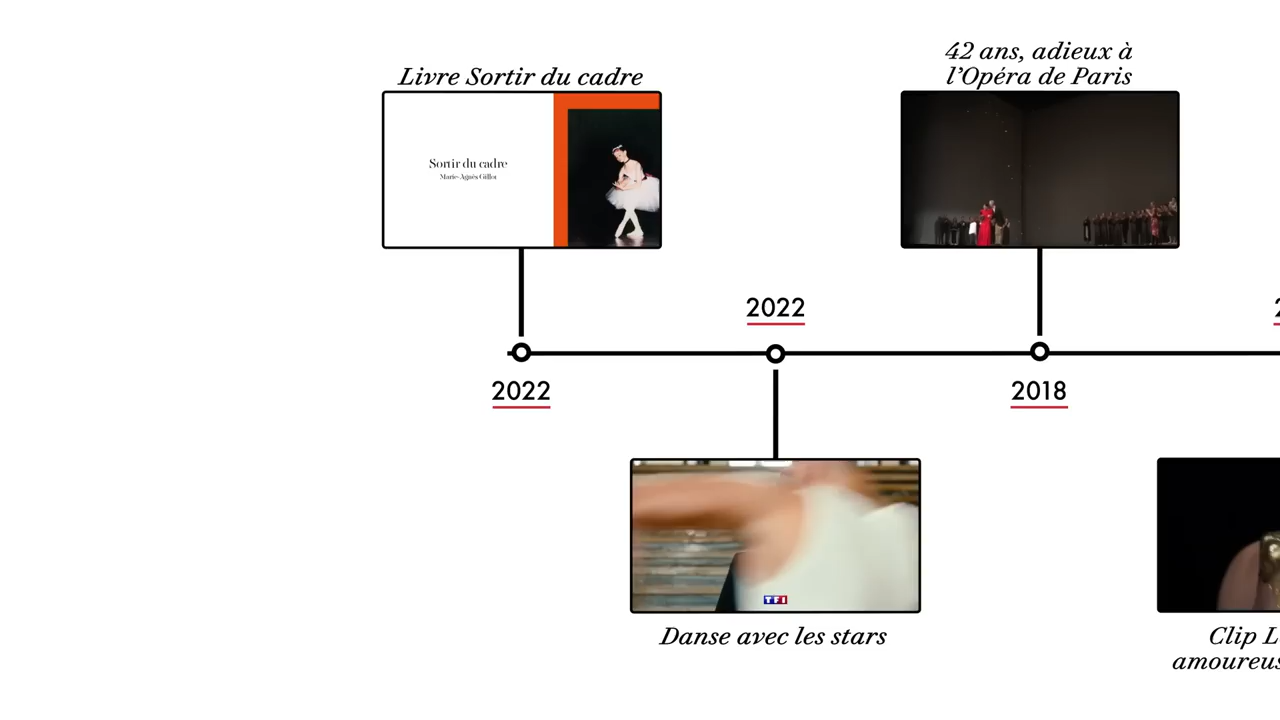 42 ans, adieux à
l’Opéra de Paris
Livre Sortir du cadre
Sortir du cadre
Marie-Agnès Gillot
2022
2022
2018
TF1
Danse avec les stars
Clip L
amoureus